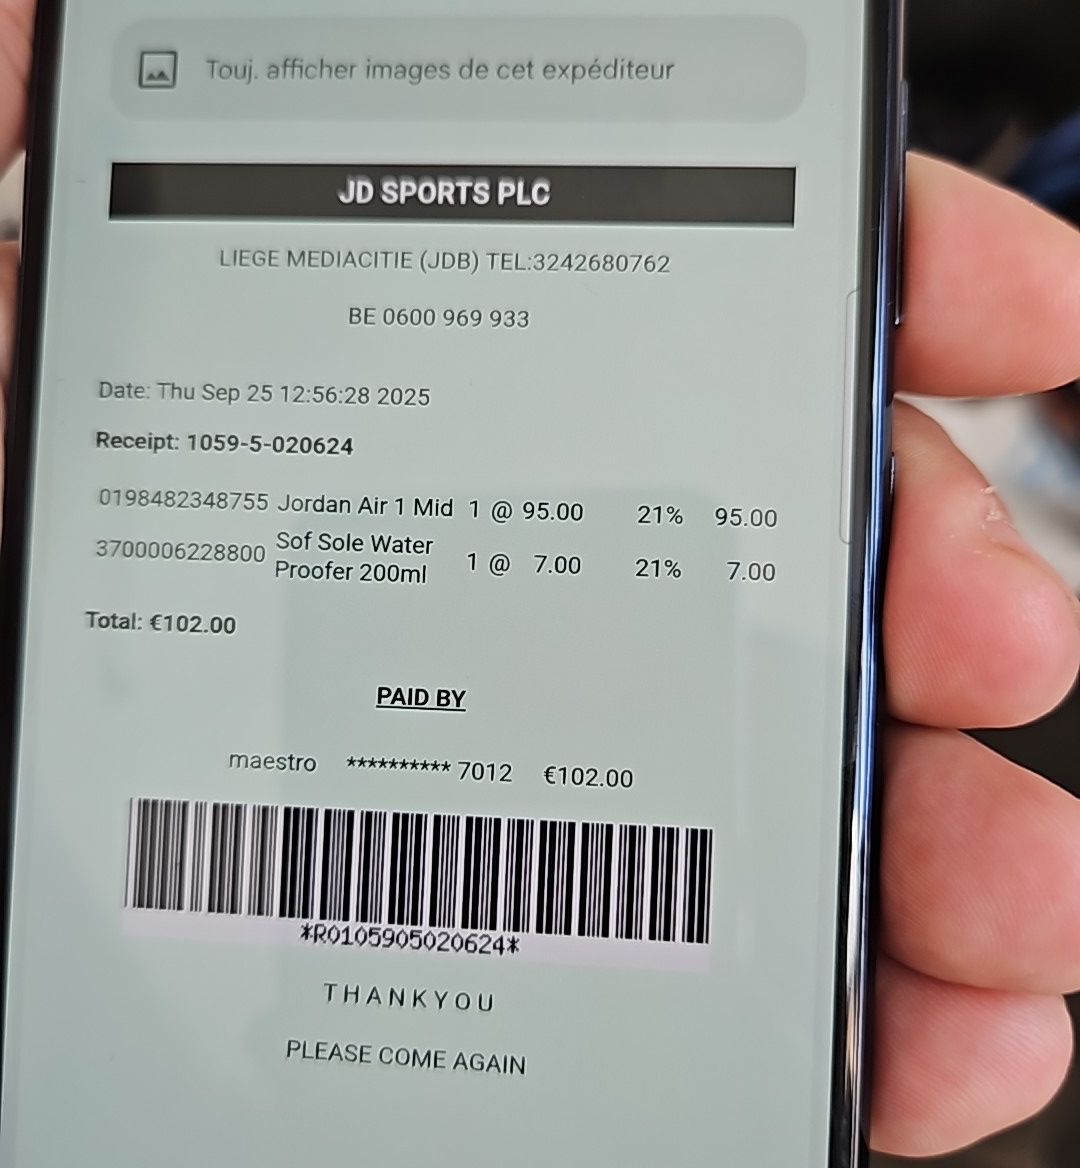 Touj. afficher images de cet expéditeur
JD SPORTS PLC
LIEGE MEDIACITIE (JDB) TEL:3242680762
BE 0600 969 933
Date: Thu Sep 25 12:56:28 2025
Receipt: 1059-5-020624
0198482348755 Jordan Air 1 Mid 1 @ 95.00 21% 95.00
3700006228800 Sof Sole Water Proofer 200ml 1 @ 7.00 21% 7.00
Total: €102.00
PAID BY
maestro ********** 7012 €102.00
*R0105905020624*
T H A N K Y O U
PLEASE COME AGAIN